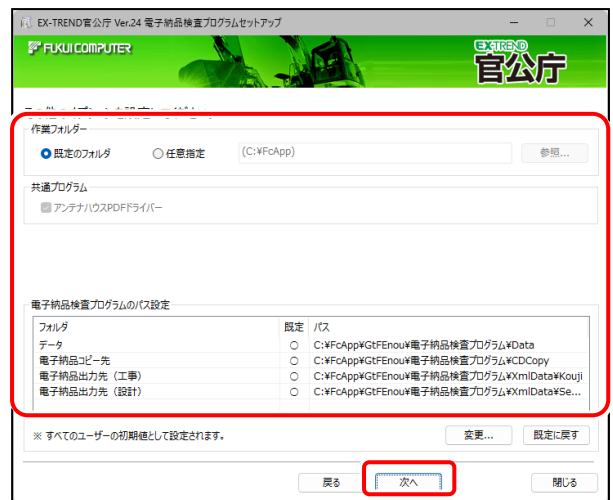 EX-TREND官公庁 Ver.24 電子納品検査プログラムセットアップ
FUKUI COMPUTER
EX-TREND
官公庁
作業フォルダー
既定のフォルダ 任意指定 (C:¥FcApp) 参照...
共通プログラム
アンテナハウスPDFドライバー
電子納品検査プログラムのパス設定
フォルダ 既定 パス
データ ○ C:¥FcApp¥GtFEnou¥電子納品検査プログラム¥Data
電子納品コピー先 ○ C:¥FcApp¥GtFEnou¥電子納品検査プログラム¥CDCopy
電子納品出力先（工事） ○ C:¥FcApp¥GtFEnou¥電子納品検査プログラム¥XmlData¥Kouji
電子納品出力先（設計） ○ C:¥FcApp¥GtFEnou¥電子納品検査プログラム¥XmlData¥Se...
※ すべてのユーザーの初期値として設定されます。 変更... 既定に戻す
戻る 次へ 閉じる